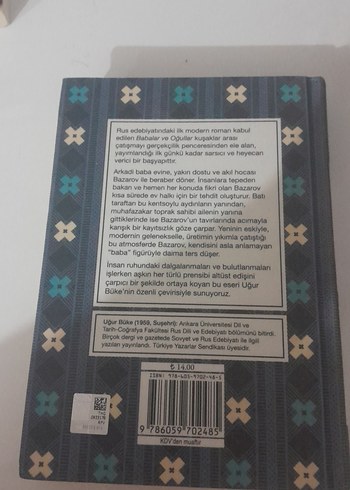 Rus edebiyatındaki ilk modern roman kabul
edilen Babalar ve Oğullar kuşaklar arası
çatışmayı gerçekçilik penceresinden ele alan,
yayımlandığı ilk günkü kadar sarsıcı ve heyecan
verici bir başyapıttır.
Arkadi baba evine, yakın dostu ve akıl hocası
Bazarov ile beraber döner. İnsanlara tepeden
bakan ve hemen her konuda fikri olan Bazarov
kısa sürede ev halkı için bir tehdit oluşturur. Batı
taraftarı bu kentsoylu aydınların yanından,
muhafazakar toprak sahibi ailenin yanına
gittiklerinde ise Bazarov'un tavırlarında acımayla
karışık bir kayıtsızlık göze çarpar. Yeninin eskiyle,
modernin gelenekselle, üretimin yıkımla çatıştığı
bu atmosferde Bazarov, kendisini asla anlamayan
"baba" figürüyle daima ters düşer.
İnsan ruhundaki dalgalanmaları ve bulutlanmaları
işlerken aşkın her türlü prensibi altüst edişini
çarpıcı bir şekilde ortaya koyan bu eseri Uğur
Büke'nin özenli çevirisiyle sunuyoruz.
Uğur Büke (1959, Suşehri): Ankara Üniversitesi Dil ve
Tarih-Coğrafya Fakültesi Rus Dili ve Edebiyatı bölümünü bitirdi.
Birçok dergi ve gazetede Sovyet ve Rus Edebiyatı ile ilgili
yazıları yayınlandı. Türkiye Yazarlar Sendikası üyesidir.
₺ 14.00
ISBN: 978-605-9702-48-5
9 786059 702485
KDV'den muaftır